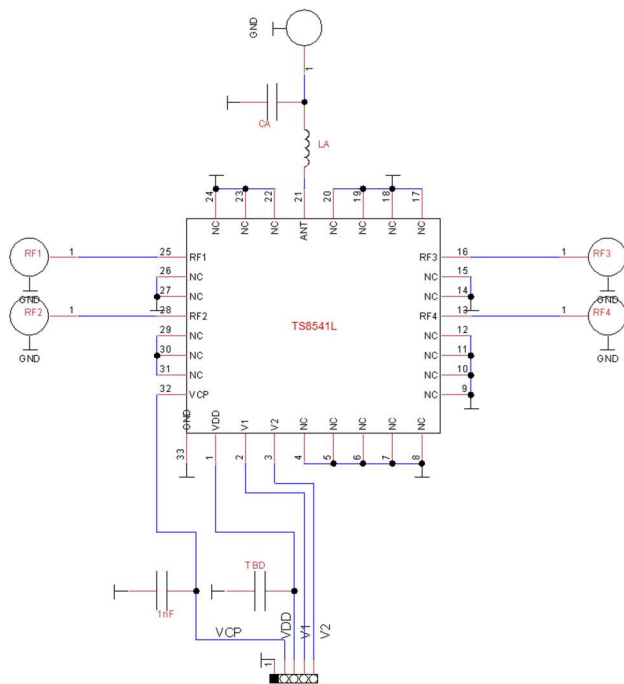 GND
1
CA
LA
24 23 22 21 20 19 18 17
NC NC NC ANT NC NC NC NC
RF1 1 25 RF1 RF3 16 1 RF3
26 NC NC 15
GND 27 NC NC 14 GND
RF2 1 28 RF2 RF4 13 1 RF4
29 NC NC 12
TS8541L
GND 30 NC NC 11 GND
31 NC NC 10
32 VCP NC 9
GND VDD V1 V2 NC NC NC NC NC
33 1 2 3 4 5 6 7 8
TBD
1nF
VCP VDD V1 V2
1